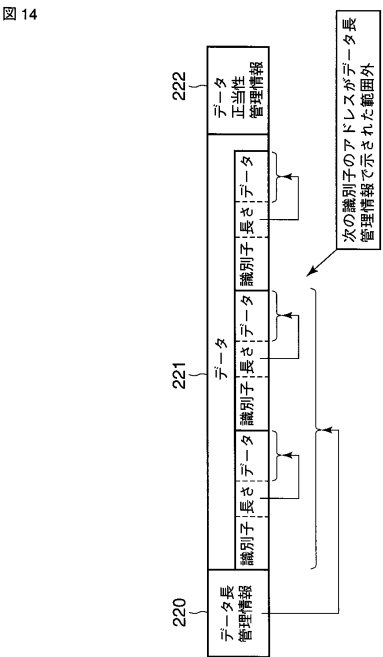 図 14
220
データ長
管理情報
221
データ
識別子 長さ データ 識別子 長さ データ 識別子 長さ データ
222
データ
正当性
管理情報
次の識別子のアドレスがデータ長
管理情報で示された範囲外